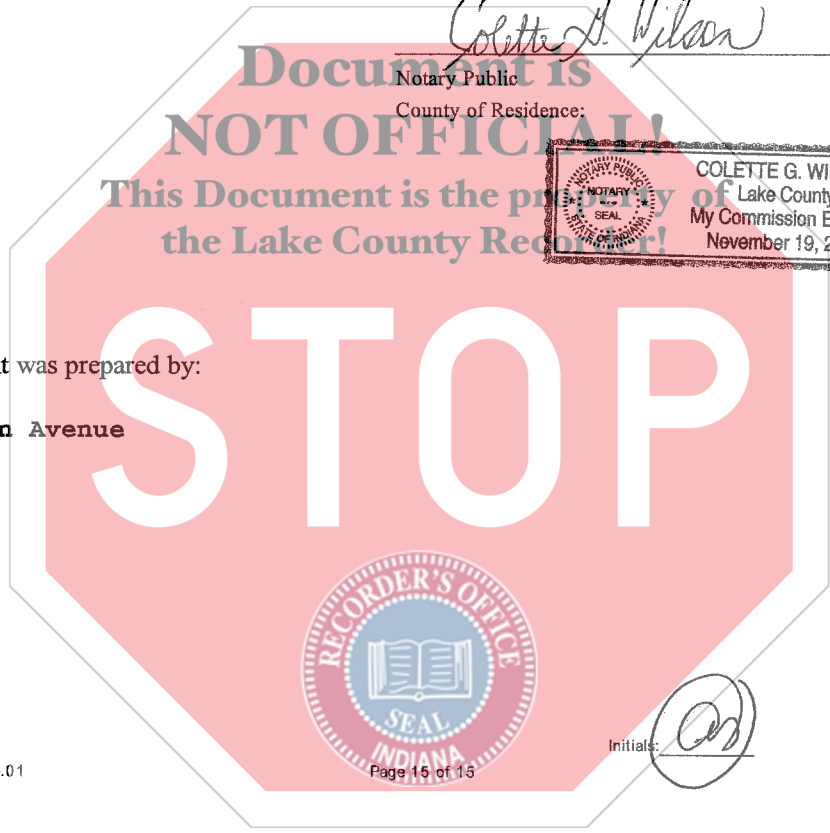 Colette G. Wilson
Document is
Notary Public
County of Residence:
NOT OFFICIAL!
This Document is the property of
the Lake County Recorder!
NOTARY PUBLIC
NOTARY
SEAL
STATE OF INDIANA
COLETTE G. WI
Lake County
My Commission E
November 19, 2
t was prepared by:
n Avenue
STOP
RECORDER'S OFFICE
SEAL
INDIANA
Initials:
.01
Page 15 of 15